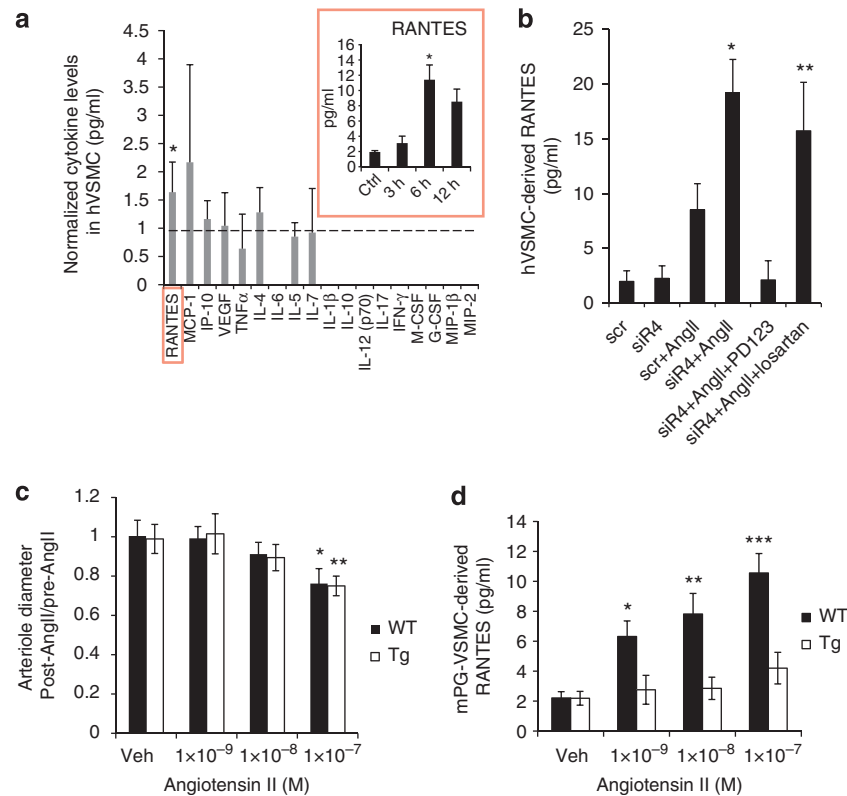 a
Normalized cytokine levels
in hVSMC (pg/ml)
4.5
4
3.5
3
2.5
2
1.5
1
0.5
0
*
RANTES
MCP-1
IP-10
VEGF
TNFα
IL-4
IL-6
IL-5
IL-7
IL-1β
IL-10
IL-12 (p70)
IL-17
IFN-γ
M-CSF
G-CSF
MIP-1β
MIP-2
RANTES
pg/ml
16
14
12
10
8
6
4
2
0
*
Ctrl
3 h
6 h
12 h
b
hVSMC-derived RANTES
(pg/ml)
25
20
15
10
5
0
*
**
scr
siR4
scr+AngII
siR4+AngII
siR4+AngII+PD123
siR4+AngII+losartan
c
Arteriole diameter
Post-AngII/pre-AngII
1.2
1
0.8
0.6
0.4
0.2
0
* **
WT
Tg
Veh 1×10⁻⁹ 1×10⁻⁸ 1×10⁻⁷
Angiotensin II (M)
d
mPG-VSMC-derived
RANTES (pg/ml)
14
12
10
8
6
4
2
0
*
**
***
WT
Tg
Veh 1×10⁻⁹ 1×10⁻⁸ 1×10⁻⁷
Angiotensin II (M)